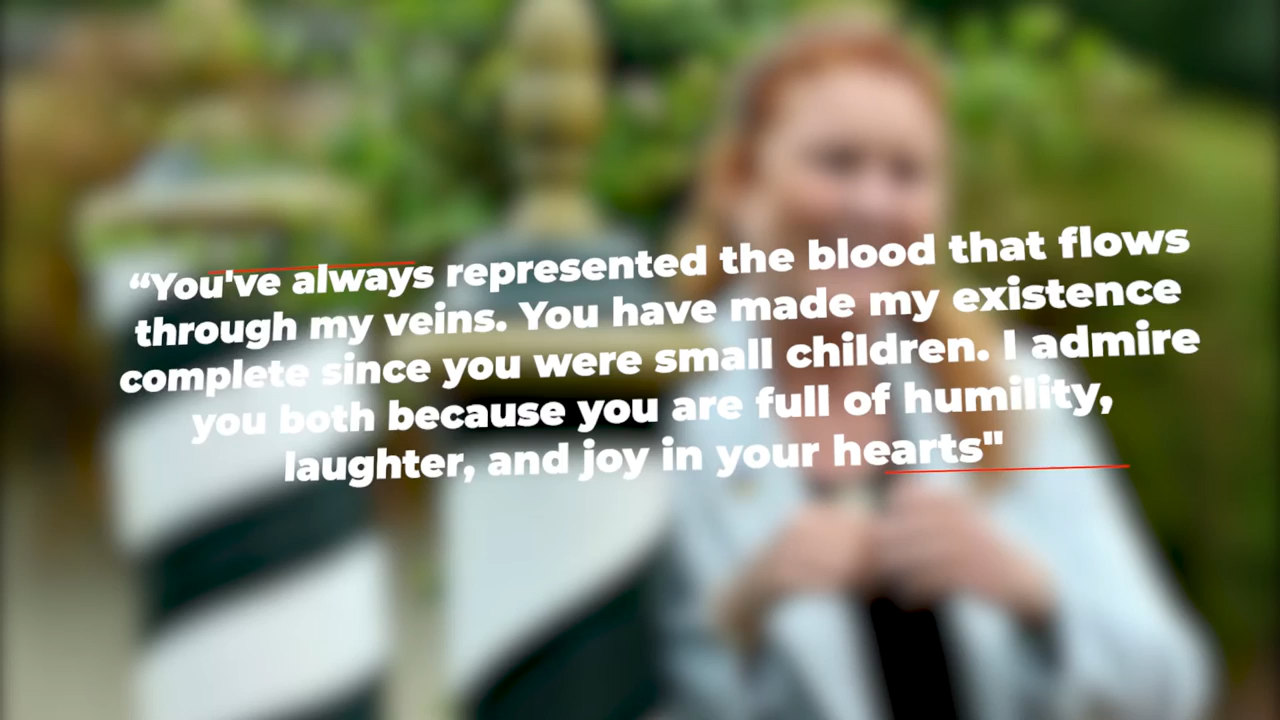 “You've always represented the blood that flows
through my veins. You have made my existence
complete since you were small children. I admire
you both because you are full of humility,
laughter, and joy in your hearts"